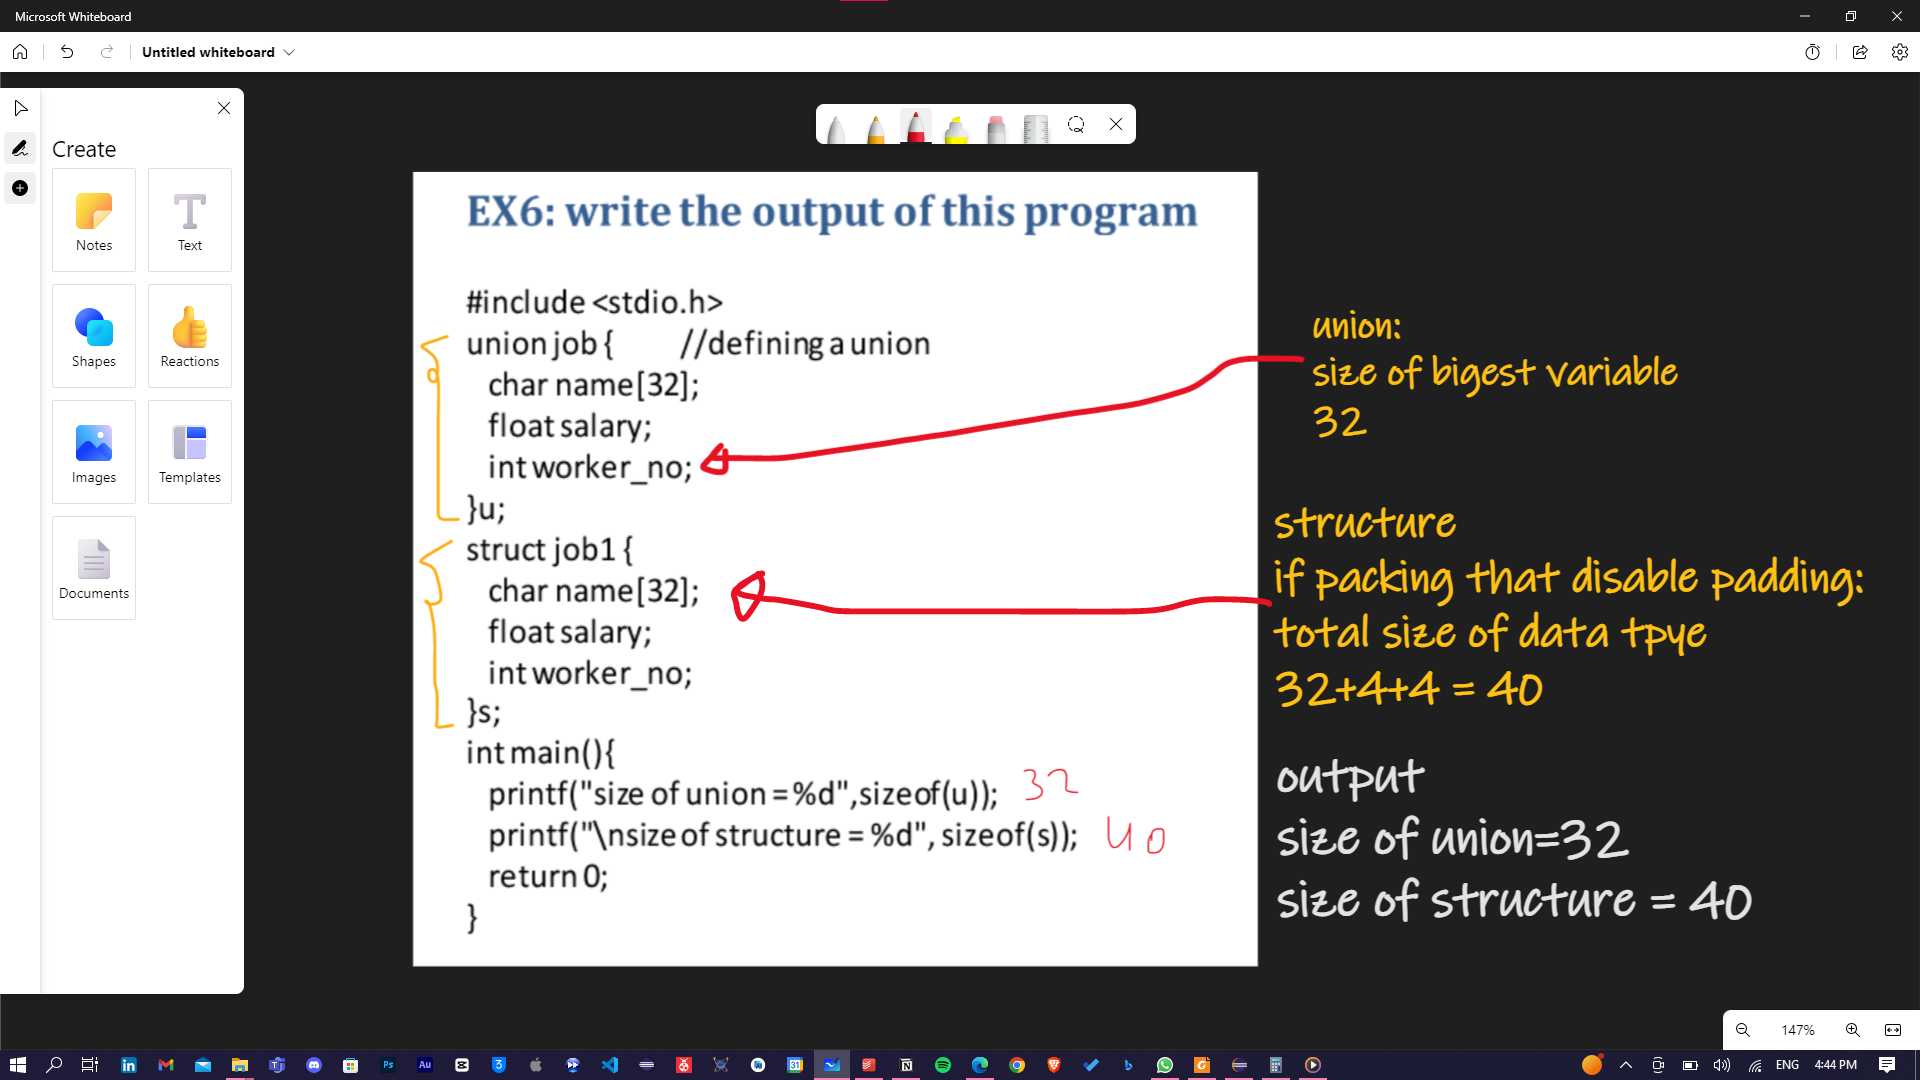 Microsoft Whiteboard
Untitled whiteboard
Create
Notes
Text
Shapes
Reactions
Images
Templates
Documents
EX6: write the output of this program
#include <stdio.h>
union job {        //defining a union
char name[32];
float salary;
int worker_no;
}u;
struct job1 {
char name[32];
float salary;
int worker_no;
}s;
int main(){
printf("size of union = %d",sizeof(u)); 32
printf("\nsize of structure = %d", sizeof(s)); 40
return 0;
}
union:
size of bigest variable
32
structure
if packing that disable padding:
total size of data tpye
32+4+4 = 40
output
size of union=32
size of structure = 40
147%
ENG
4:44 PM